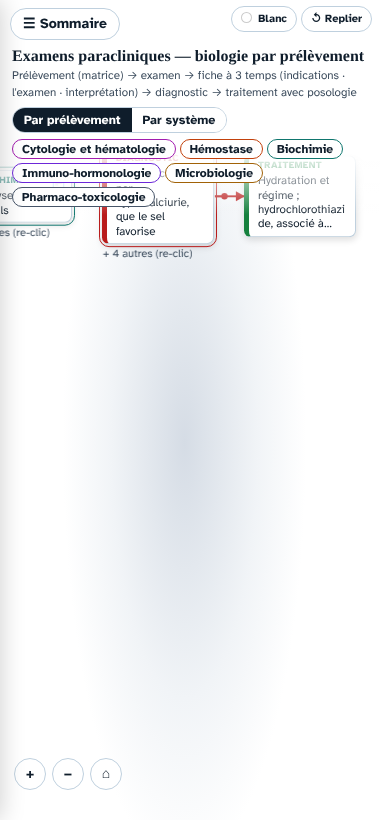 ☰ Sommaire
Blanc
↺ Replier
Examens paracliniques — biologie par prélèvement
Prélèvement (matrice) → examen → fiche à 3 temps (indications ·
l'examen · interprétation) → diagnostic → traitement avec posologie
Par prélèvement
Par système
Cytologie et hématologie
Hémostase
Biochimie
Immuno-hormonologie
Microbiologie
Pharmaco-toxicologie
que le sel
favorise
+ 4 autres (re-clic)
es (re-clic)
TRAITEMENT
Hydratation et
régime ;
hydrochlorothiazi
de, associé à…
+
−
⌂